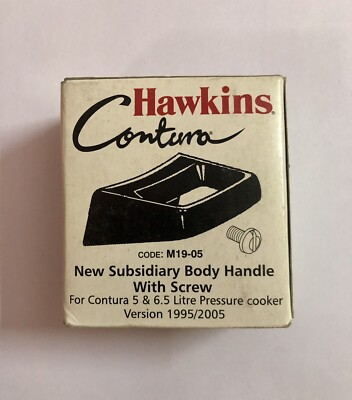 Hawkins®
Contura®
CODE: M19-05
New Subsidiary Body Handle
With Screw
For Contura 5 & 6.5 Litre Pressure cooker
Version 1995/2005